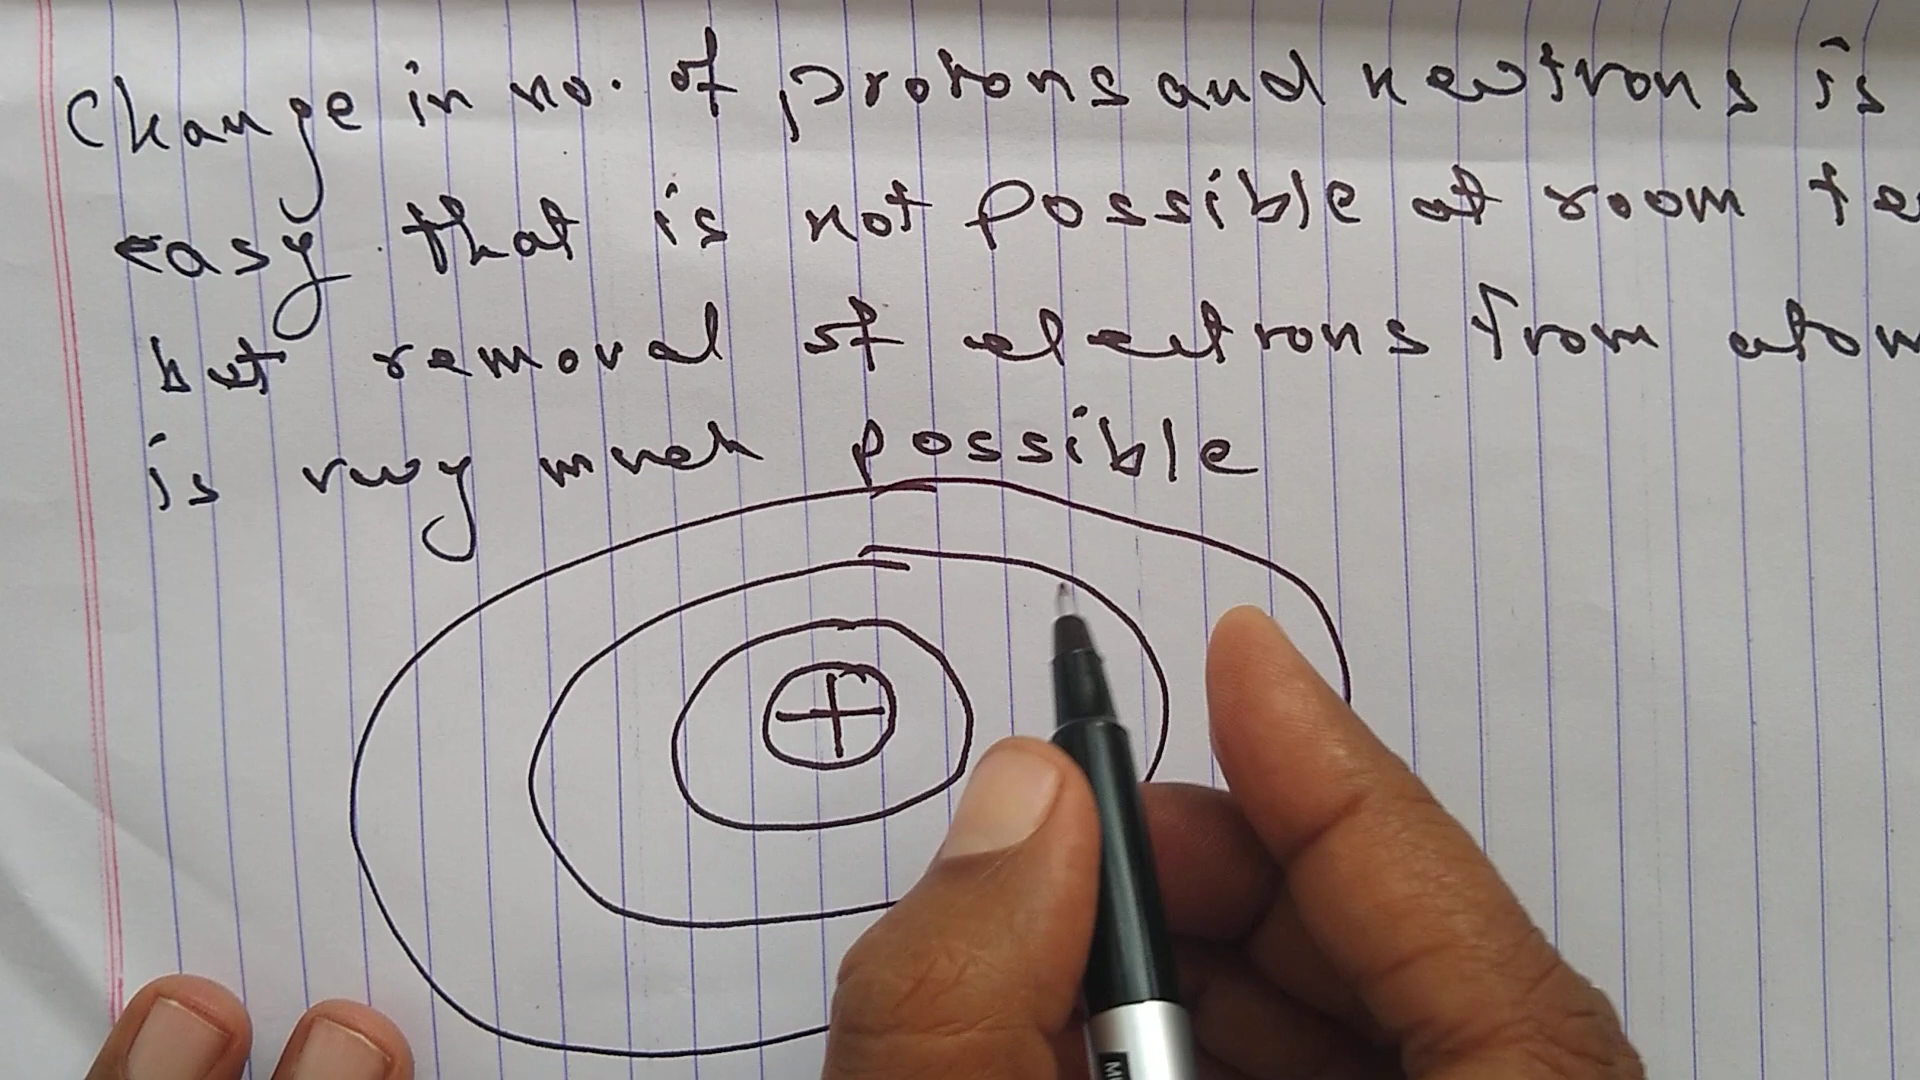 Change in no. of protons and neutrons is
easy. that is not possible at room te
but removal of electrons from atom
is very much possible
+